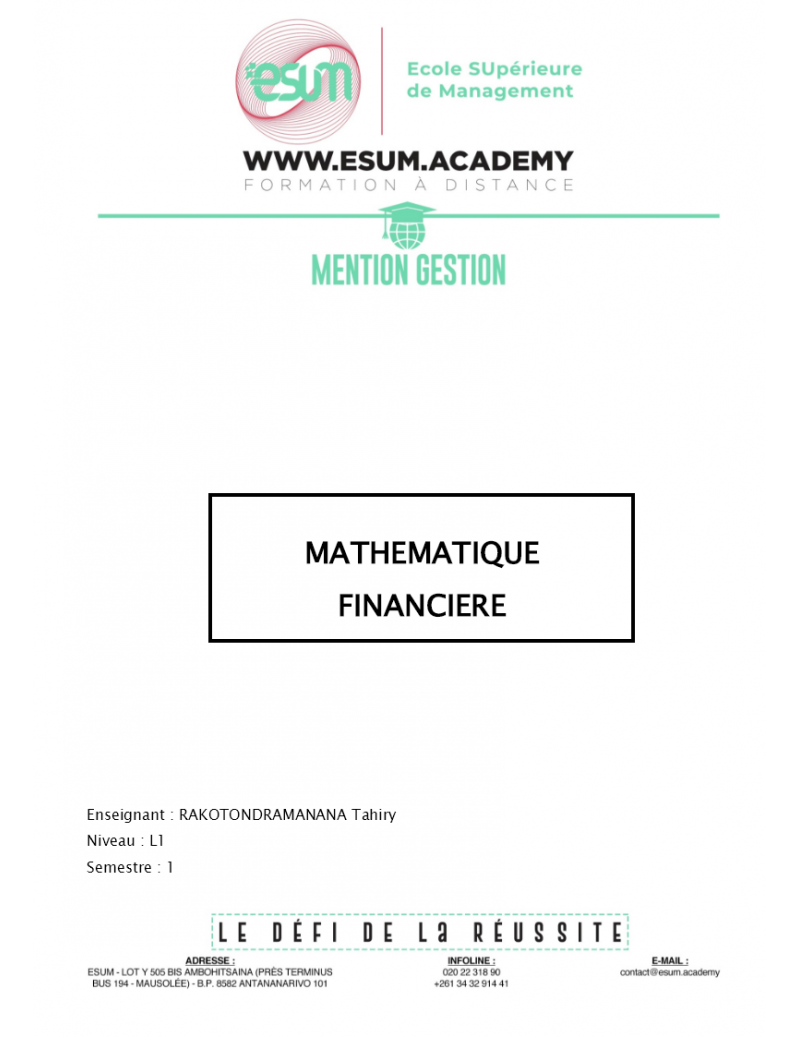 esum
Ecole SUpérieure
de Management
WWW.ESUM.ACADEMY
FORMATION À DISTANCE
MENTION GESTION
MATHEMATIQUE
FINANCIERE
Enseignant : RAKOTONDRAMANANA Tahiry
Niveau : L1
Semestre : 1
LE DÉFI DE La RÉUSSITE
ADRESSE :
ESUM - LOT Y 505 BIS AMBOHITSAINA (PRÈS TERMINUS
BUS 194 - MAUSOLÉE) - B.P. 8582 ANTANANARIVO 101
INFOLINE :
020 22 318 90
+261 34 32 914 41
E-MAIL :
contact@esum.academy